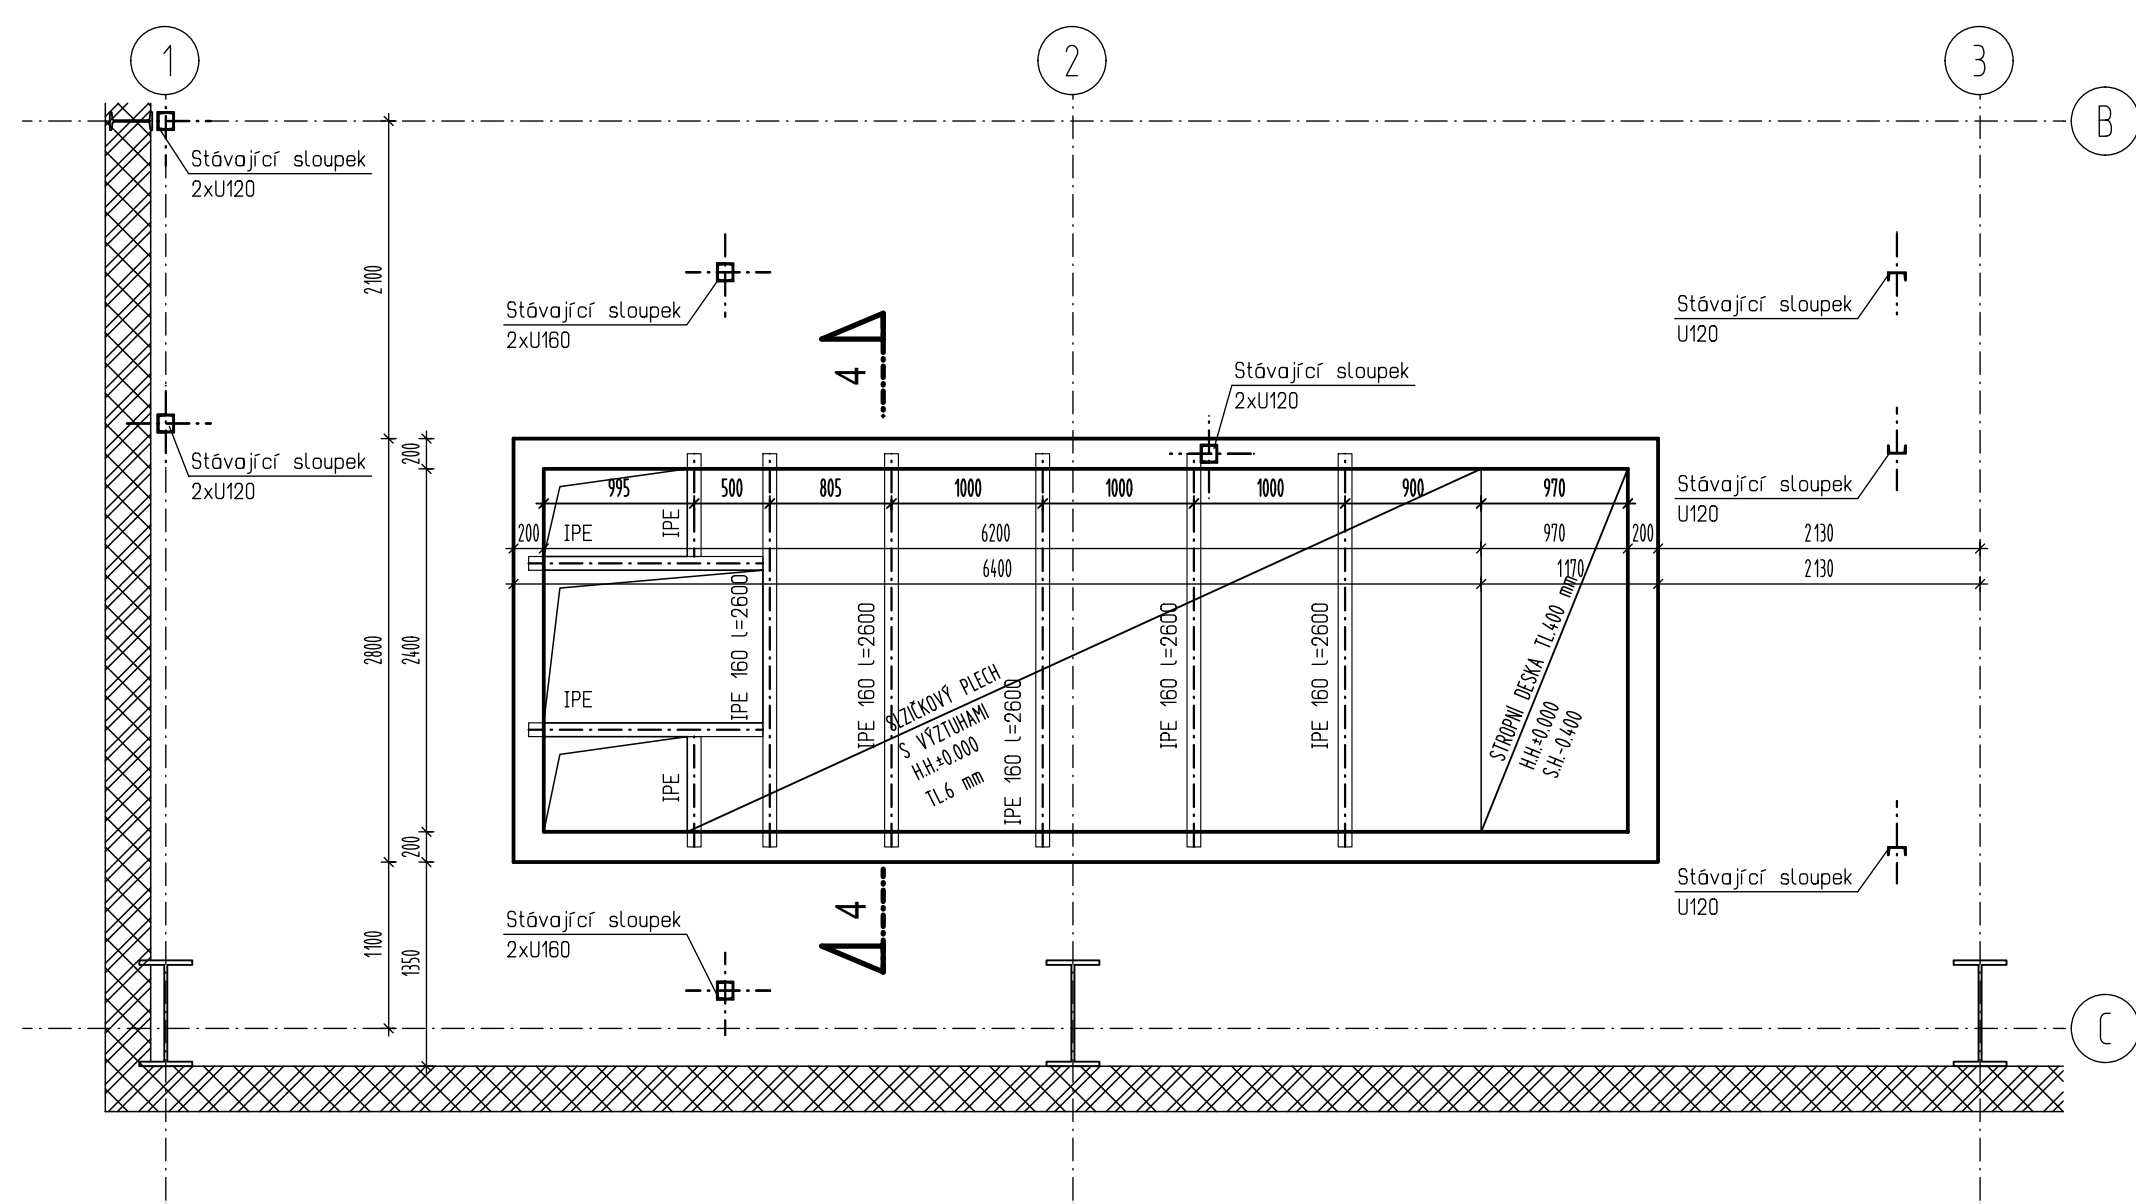 1
2
3
B
Stávající sloupek
2xU120
2100
Stávající sloupek
2xU160
Stávající sloupek
U120
4
Stávající sloupek
2xU120
Stávající sloupek
2xU120
200
Stávající sloupek
U120
995
500
805
1000
1000
1000
900
970
200
IPE
IPE
6200
970
200
2130
6400
1170
2130
2800
2400
IPE 160 l=2600
IPE 160 l=2600
IPE 160 l=2600
IPE 160 l=2600
IPE 160 l=2600
SLZIČKOVÝ PLECH
S VÝZTUHAMI
H.H.±0.000
TL.6 mm
STROPNÍ DESKA TL.400 mm
H.H.±0.000
S.H.-0.400
IPE
IPE
200
Stávající sloupek
U120
4
Stávající sloupek
2xU160
1100
1350
C